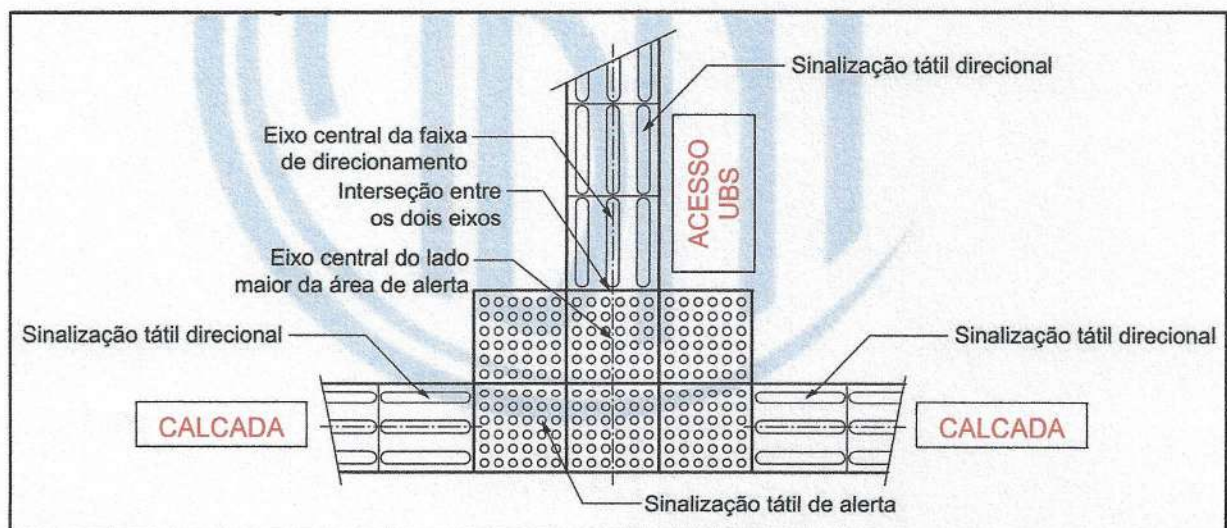 Sinalização tátil direcional
Eixo central da faixa
de direcionamento
Interseção entre
os dois eixos
ACESSO
UBS
Eixo central do lado
maior da área de alerta
Sinalização tátil direcional
Sinalização tátil direcional
CALCADA
CALCADA
Sinalização tátil de alerta